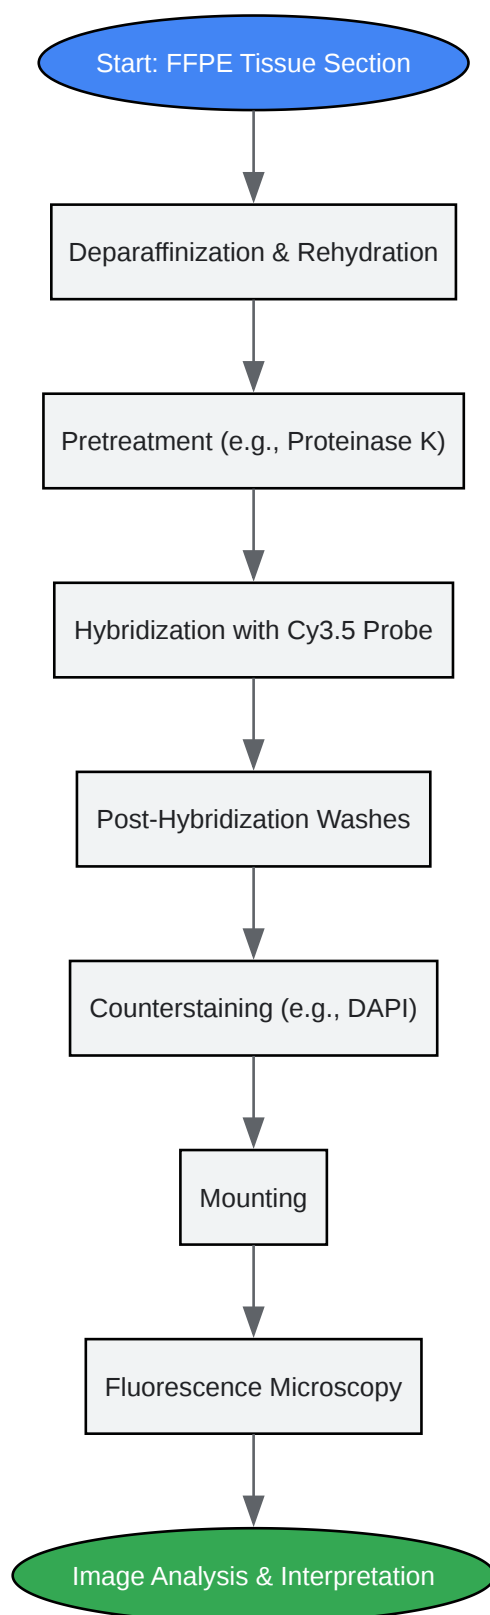 Start: FFPE Tissue Section
Deparaffinization & Rehydration
Pretreatment (e.g., Proteinase K)
Hybridization with Cy3.5 Probe
Post-Hybridization Washes
Counterstaining (e.g., DAPI)
Mounting
Fluorescence Microscopy
Image Analysis & Interpretation